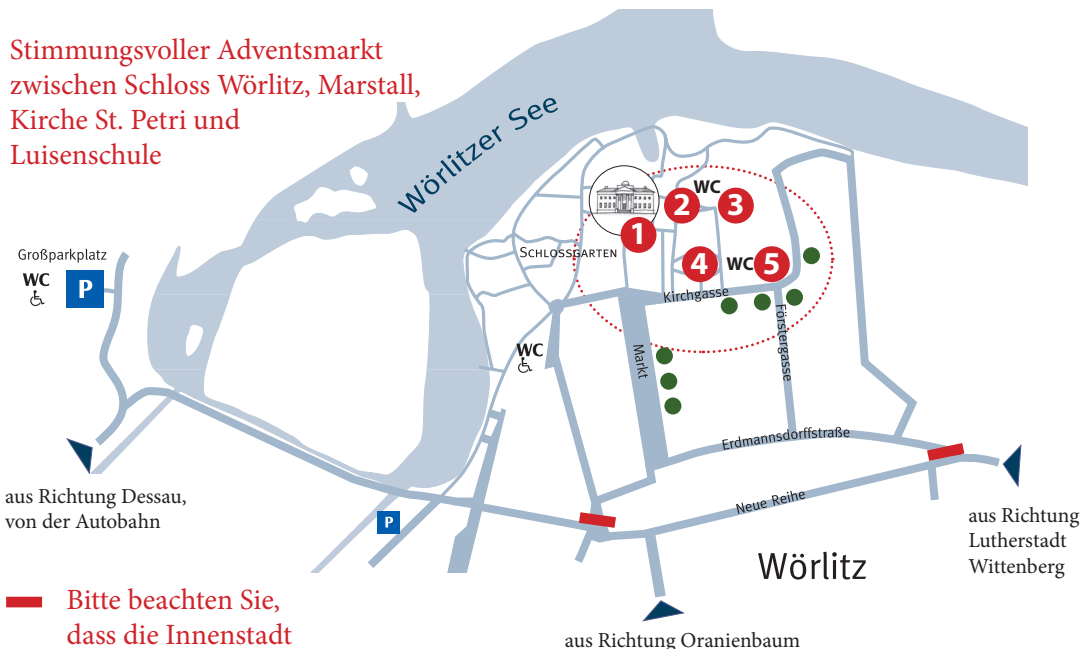 Stimmungsvoller Adventsmarkt
zwischen Schloss Wörlitz, Marstall,
Kirche St. Petri und
Luisenschule
Wörlitzer See
WC
2
3
1
SCHLOSSGARTEN
4
WC
5
Großparkplatz
WC
P
Kirchgasse
Förstergasse
Markt
WC
Erdmannsdorffstraße
Neue Reihe
aus Richtung Dessau,
von der Autobahn
P
aus Richtung
Lutherstadt
Wittenberg
Wörlitz
Bitte beachten Sie,
dass die Innenstadt
aus Richtung Oranienbaum